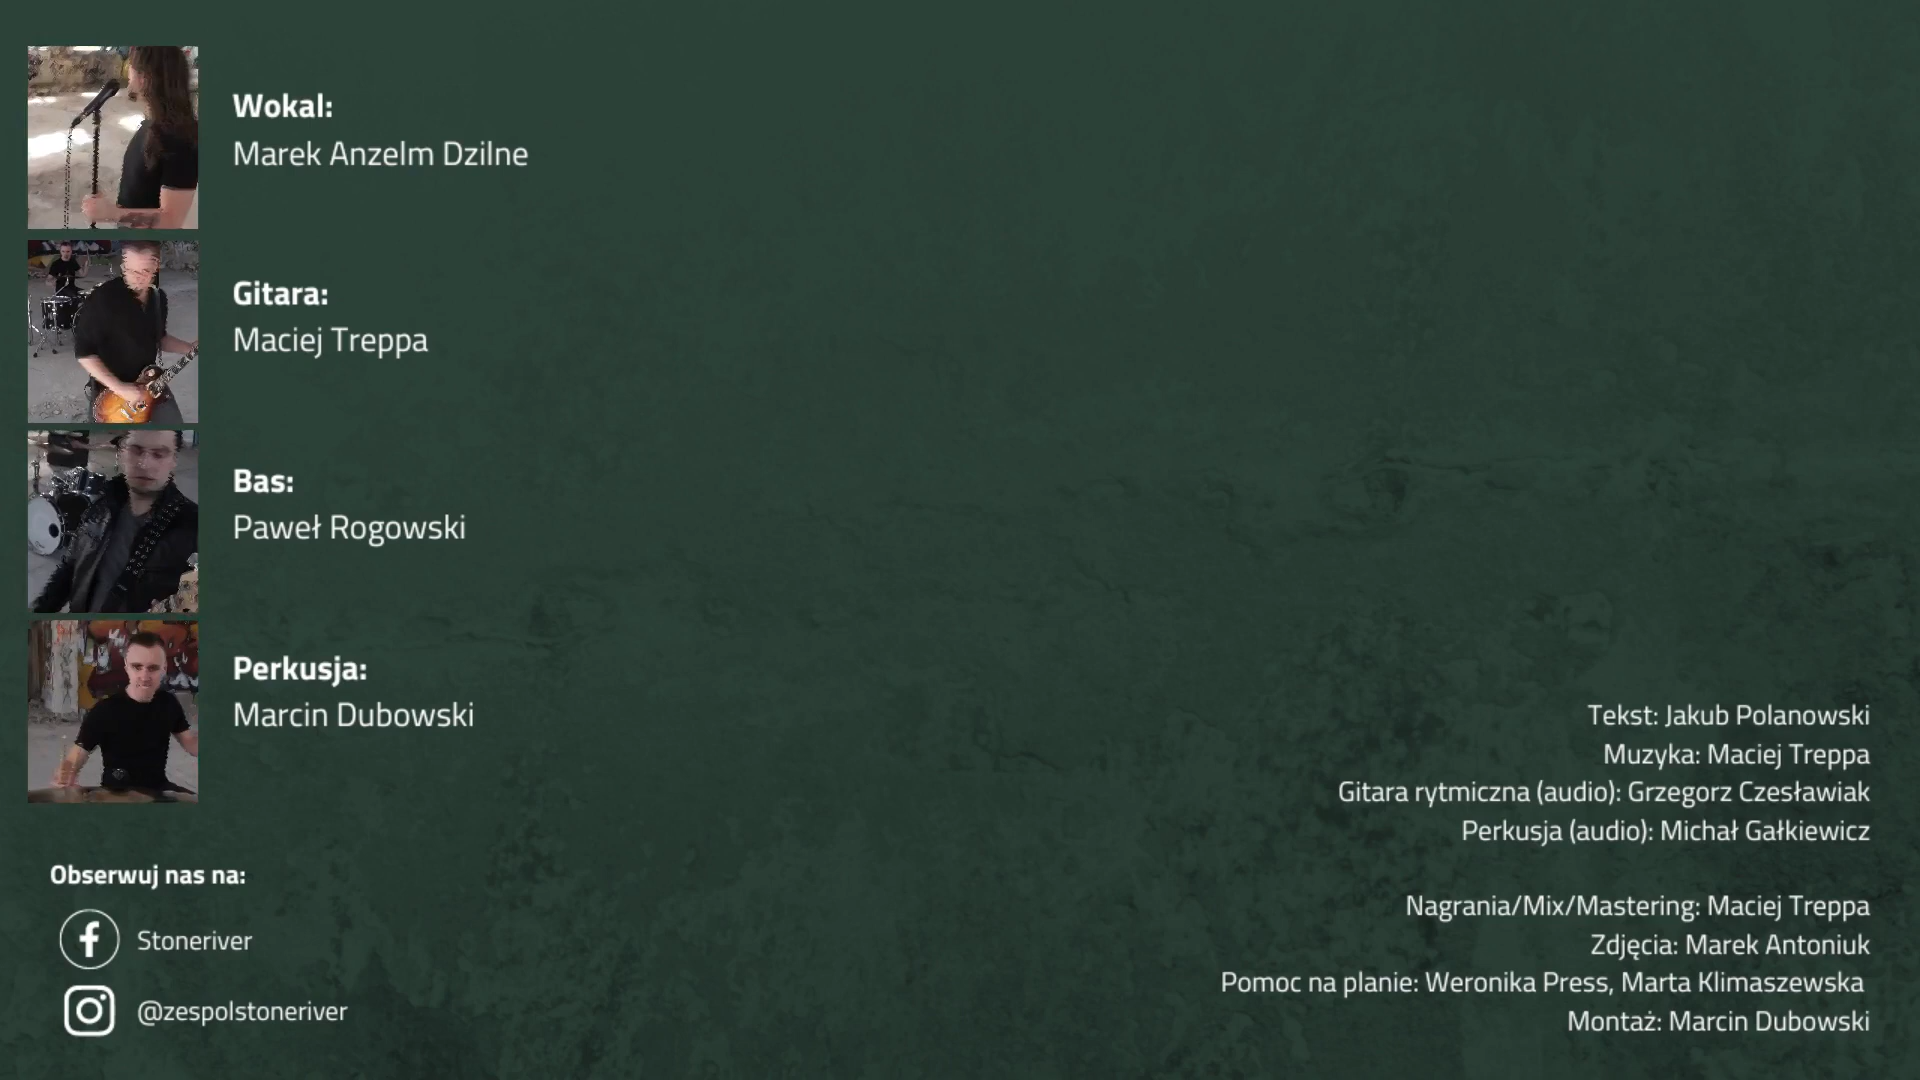 Wokal:
Marek Anzelm Dzilne
Gitara:
Maciej Treppa
Bas:
Paweł Rogowski
Perkusja:
Marcin Dubowski
Obserwuj nas na:
Stoneriver
@zespolstoneriver
Tekst: Jakub Polanowski
Muzyka: Maciej Treppa
Gitara rytmiczna (audio): Grzegorz Czesławiak
Perkusja (audio): Michał Gałkiewicz
Nagrania/Mix/Mastering: Maciej Treppa
Zdjęcia: Marek Antoniuk
Pomoc na planie: Weronika Press, Marta Klimaszewska
Montaż: Marcin Dubowski